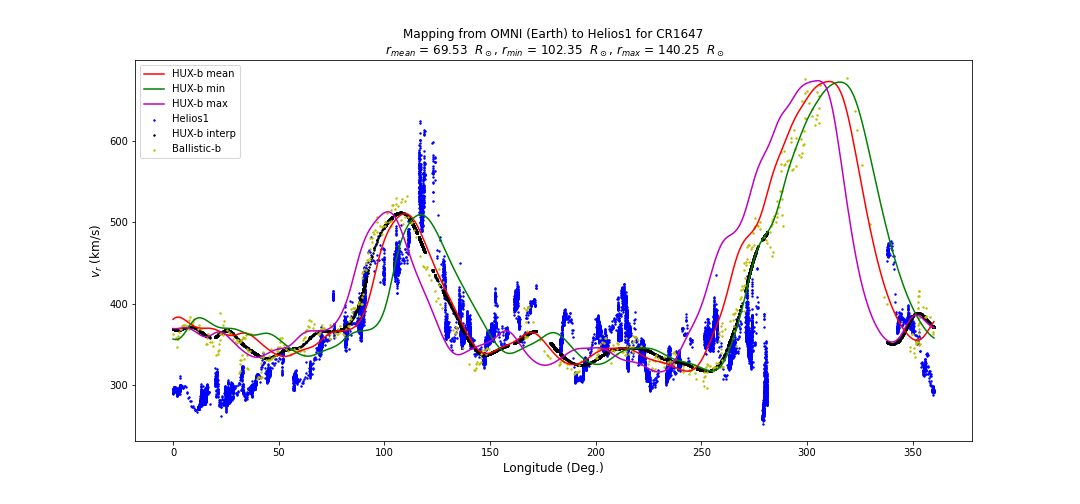 Mapping from OMNI (Earth) to Helios1 for CR1647
r_mean = 69.53 R_⊙, r_min = 102.35 R_⊙, r_max = 140.25 R_⊙
HUX-b mean
HUX-b min
HUX-b max
Helios1
HUX-b interp
Ballistic-b
v_r (km/s)
600
500
400
300
0 50 100 150 200 250 300 350
Longitude (Deg.)